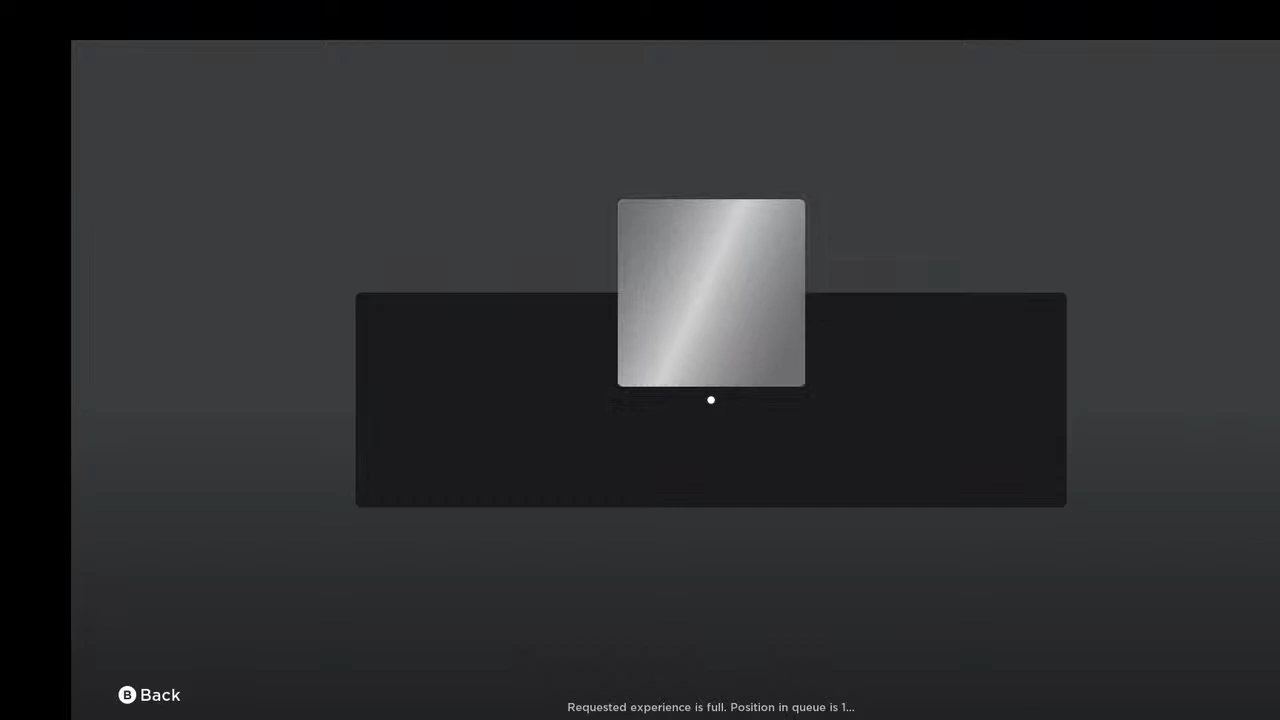 B Back
Requested experience is full. Position in queue is 1...